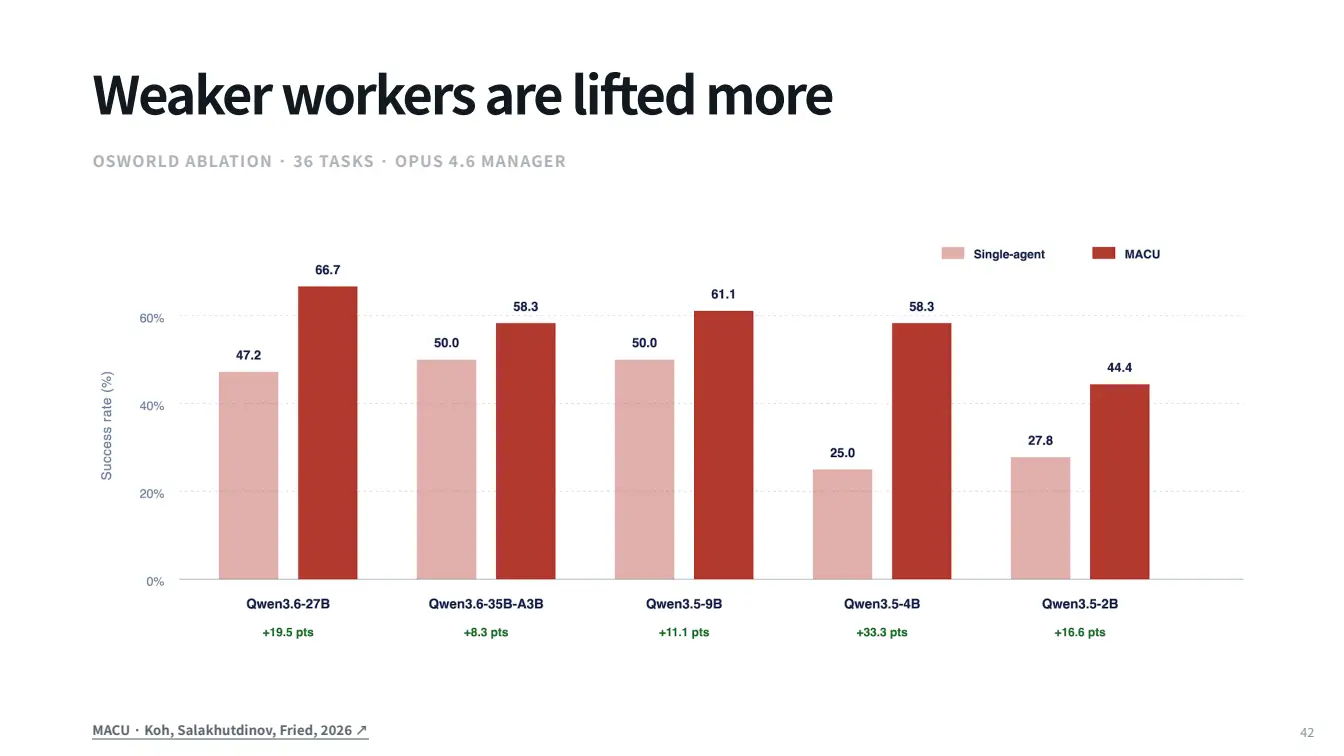 Weaker workers are lifted more
OSWORLD ABLATION · 36 TASKS · OPUS 4.6 MANAGER
Single-agent
MACU
Success rate (%)
60%
40%
20%
0%
47.2
66.7
50.0
58.3
50.0
61.1
25.0
58.3
27.8
44.4
Qwen3.6-27B
Qwen3.6-35B-A3B
Qwen3.5-9B
Qwen3.5-4B
Qwen3.5-2B
+19.5 pts
+8.3 pts
+11.1 pts
+33.3 pts
+16.6 pts
MACU · Koh, Salakhutdinov, Fried, 2026 ↗
42